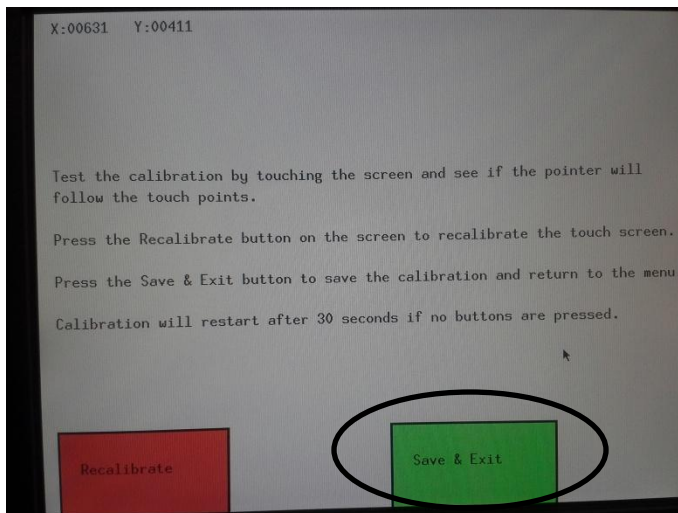 X:00631 Y:00411
Test the calibration by touching the screen and see if the pointer will
follow the touch points.
Press the Recalibrate button on the screen to recalibrate the touch screen.
Press the Save & Exit button to save the calibration and return to the menu
Calibration will restart after 30 seconds if no buttons are pressed.
Recalibrate
Save & Exit